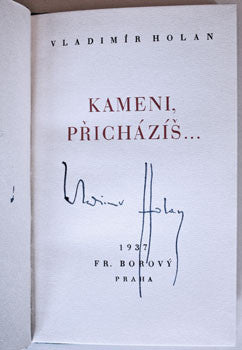 VLADIMÍR HOLAN
KAMENI,
PŘICHÁZÍŠ...
Vladimír Holan
1937
FR. BOROVÝ
PRAHA